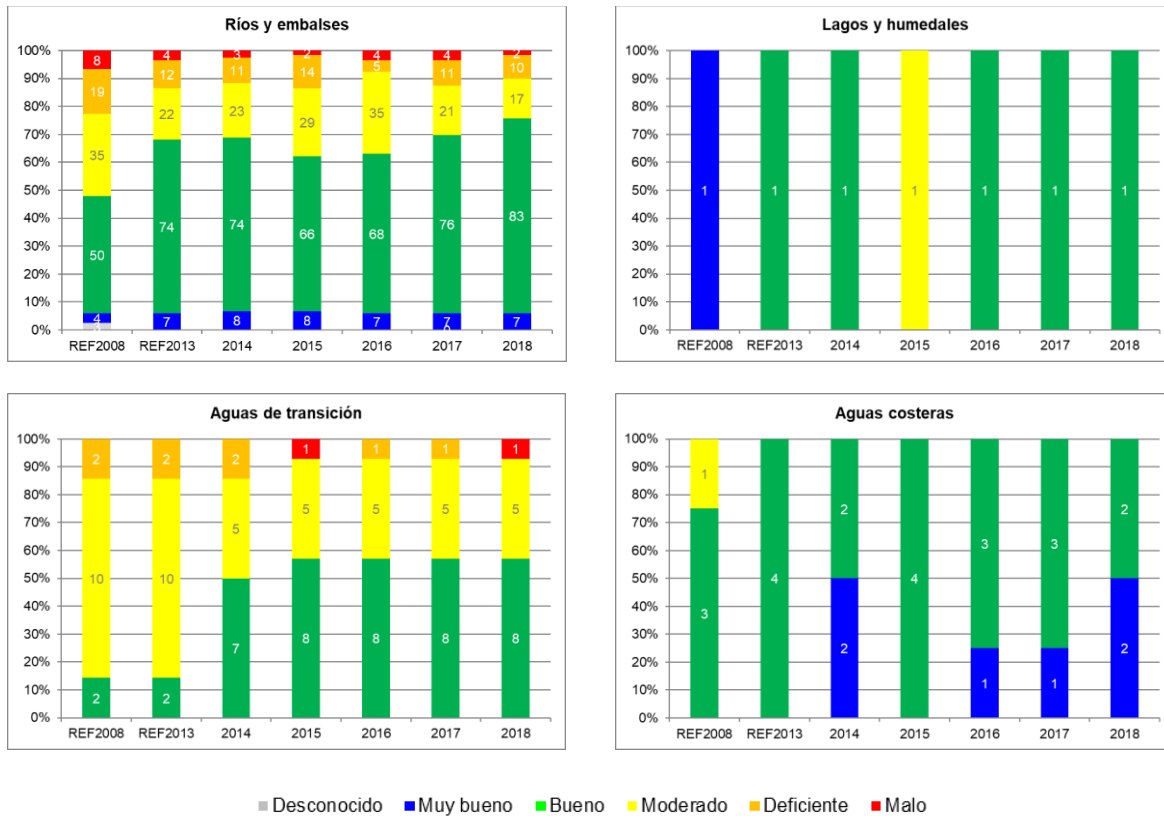 Ríos y embalses
100%
90%
80%
70%
60%
50%
40%
30%
20%
10%
0%
8 4 3 2 4 4 2
19 12 11 14 5 11 10
35 22 23 29 35 21 17
50 74 74 66 68 76 83
4 7 8 8 7 7 7
3 0
REF2008 REF2013 2014 2015 2016 2017 2018
Lagos y humedales
100%
90%
80%
70%
60%
50%
40%
30%
20%
10%
0%
1 1 1 1 1 1 1
REF2008 REF2013 2014 2015 2016 2017 2018
Aguas de transición
100%
90%
80%
70%
60%
50%
40%
30%
20%
10%
0%
2 2 2 1 1 1 1
10 10 5 5 5 5 5
2 2 7 8 8 8 8
REF2008 REF2013 2014 2015 2016 2017 2018
Aguas costeras
100%
90%
80%
70%
60%
50%
40%
30%
20%
10%
0%
1
3 4 2 4 3 3 2
2 1 1 2
REF2008 REF2013 2014 2015 2016 2017 2018
Desconocido Muy bueno Bueno Moderado Deficiente Malo